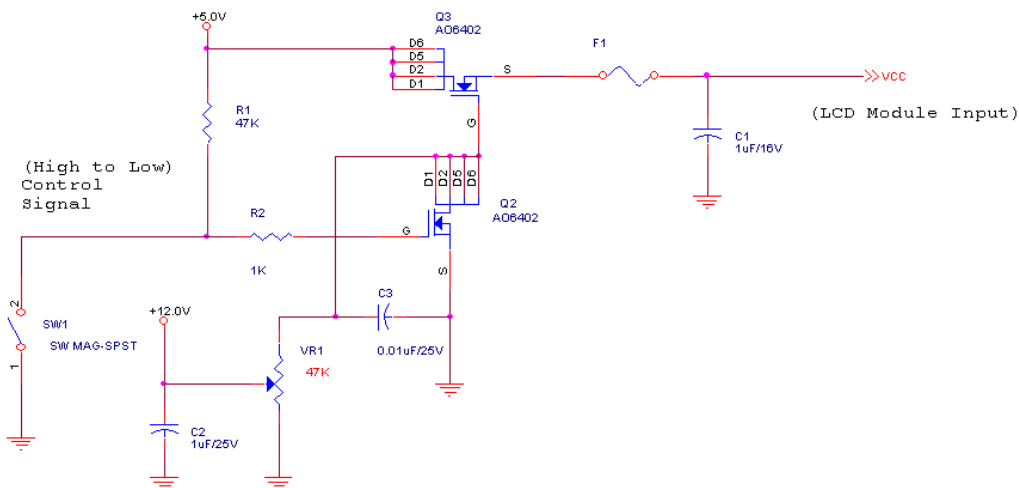 +5.0V
Q3
AO6402
F1
D6
D5
D2
D1
S
G
VCC
(LCD Module Input)
R1
47K
C1
1uF/16V
(High to Low)
Control
Signal
D1
D2
D5
D6
R2
Q2
AO6402
G
1K
S
2
SW1
SW MAG-SPST
1
+12.0V
C3
0.01uF/25V
VR1
47K
C2
1uF/25V